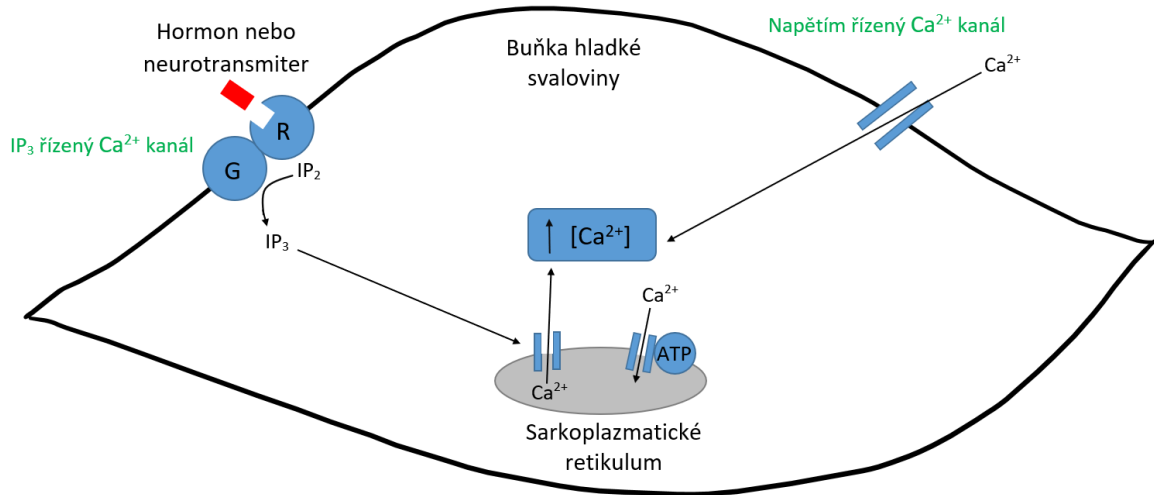 Hormon nebo
neurotransmiter
Buňka hladké
svaloviny
Napětím řízený Ca²⁺ kanál
Ca²⁺
IP₃ řízený Ca²⁺ kanál
R
G
IP₂
IP₃
[Ca²⁺]
Ca²⁺
ATP
Ca²⁺
Sarkoplazmatické
retikulum